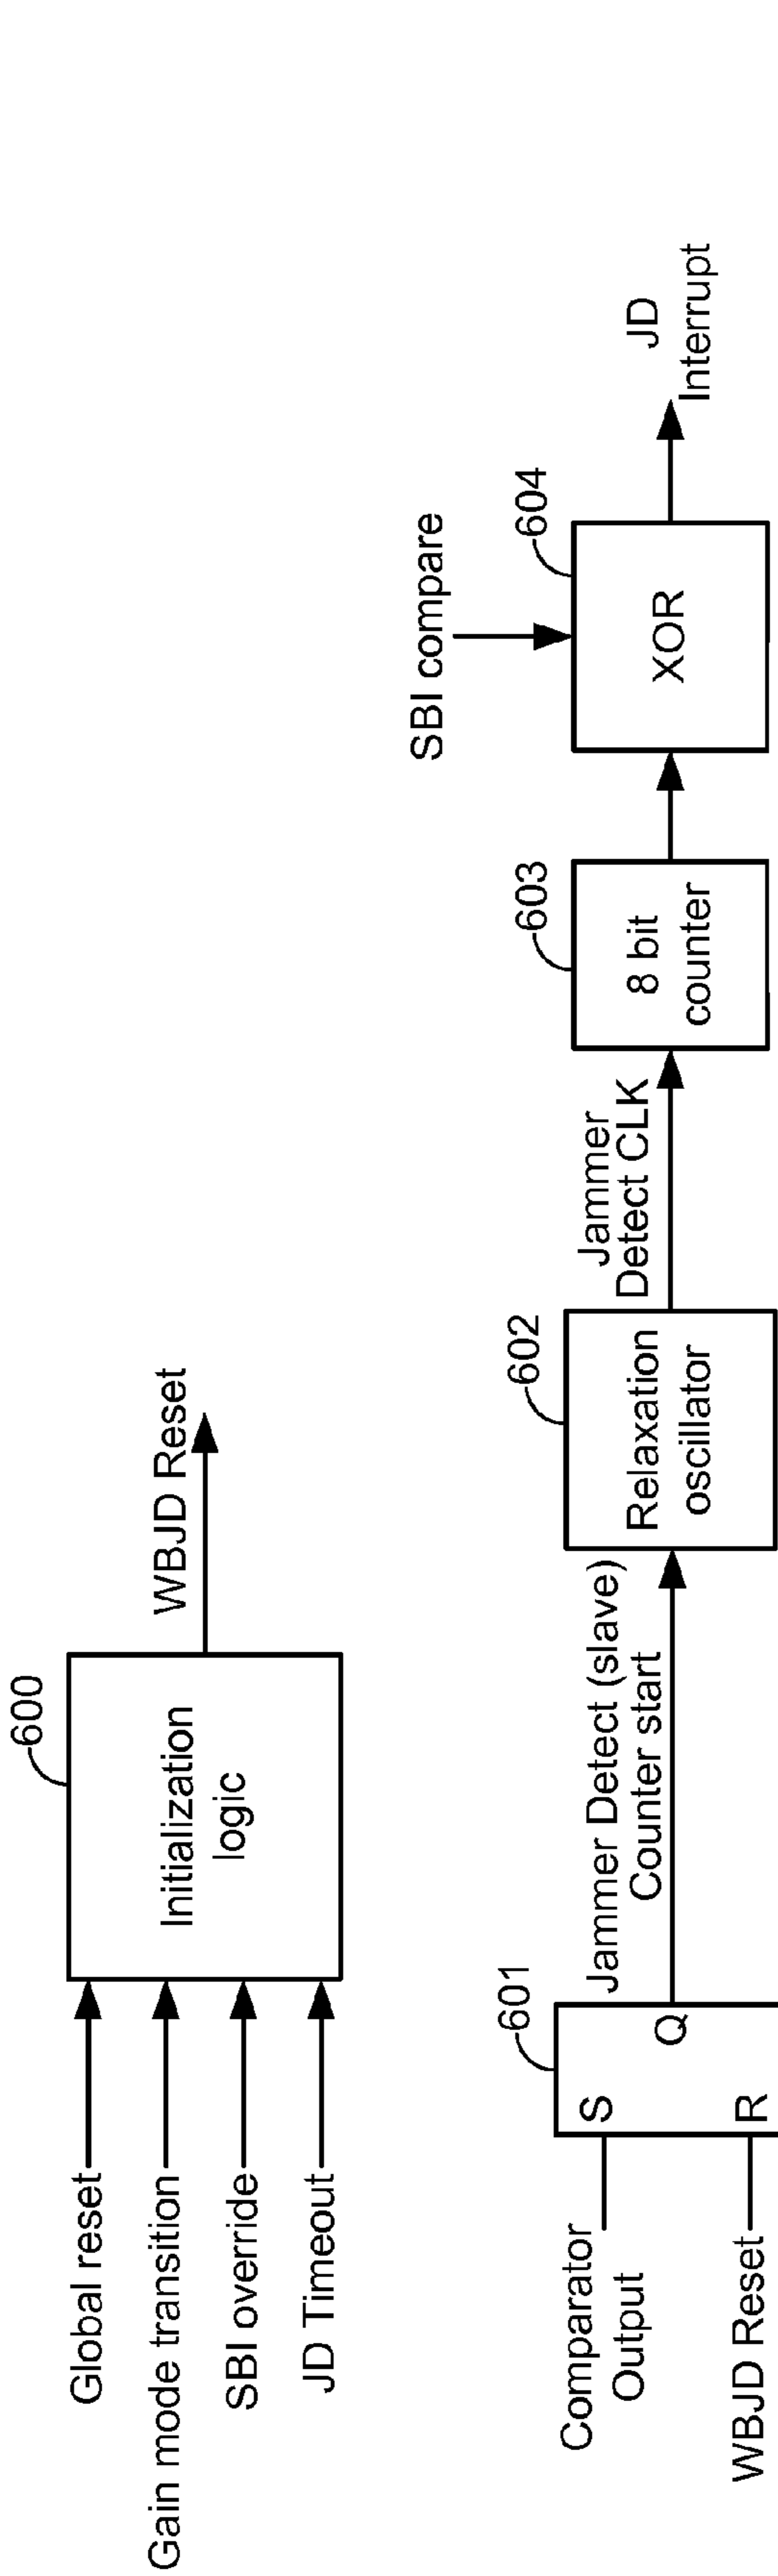 600
Global reset
Gain mode transition
SBI override
JD Timeout
Initialization
logic
WBJD Reset
Comparator
Output
WBJD Reset
601
S
R
Q
Jammer Detect (slave)
Counter start
602
Relaxation
oscillator
Jammer
Detect CLK
603
8 bit
counter
SBI compare
604
XOR
JD
Interrupt